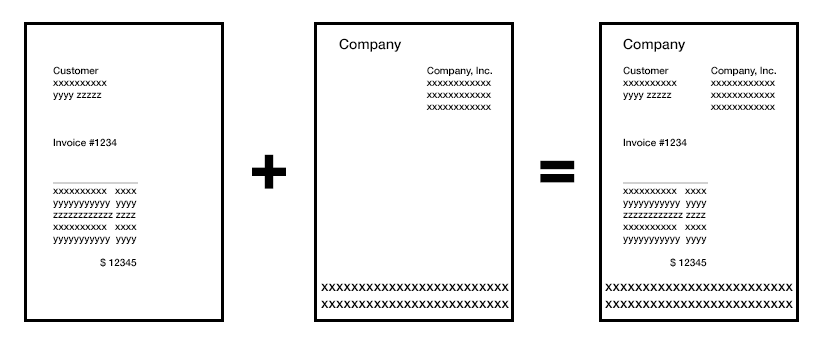 Customer
xxxxxxxxxx
yyyy zzzzz
Invoice #1234
xxxxxxxxxx xxxx
yyyyyyyyyyy yyyy
zzzzzzzzzzzz zzzz
xxxxxxxxxx xxxx
yyyyyyyyyyy yyyy
$ 12345
+
Company
Company, Inc.
xxxxxxxxxxxx
xxxxxxxxxxxx
xxxxxxxxxxxx
xxxxxxxxxxxxxxxxxxxxxxxxx
xxxxxxxxxxxxxxxxxxxxxxxxx
=
Company
Customer Company, Inc.
xxxxxxxxxx xxxxxxxxxxxx
yyyy zzzzz xxxxxxxxxxxx
xxxxxxxxxxxx
Invoice #1234
xxxxxxxxxx xxxx
yyyyyyyyyyy yyyy
zzzzzzzzzzzz zzzz
xxxxxxxxxx xxxx
yyyyyyyyyyy yyyy
$ 12345
xxxxxxxxxxxxxxxxxxxxxxxxx
xxxxxxxxxxxxxxxxxxxxxxxxx